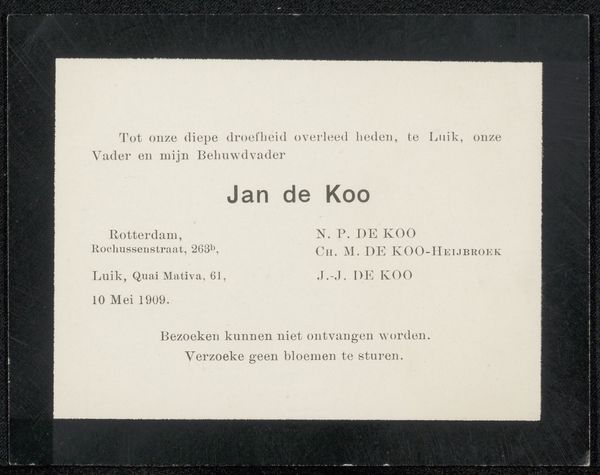 Tot onze diepe droefheid overleed heden, te Luik, onze
Vader en mijn Behuwdvader
Jan de Koo
Rotterdam,
Rochussenstraat, 263ᵇ,
Luik, Quai Mativa, 61,
10 Mei 1909.
N. P. DE KOO
Ch. M. DE KOO-Heijbroek
J.-J. DE KOO
Bezoeken kunnen niet ontvangen worden.
Verzoeke geen bloemen te sturen.